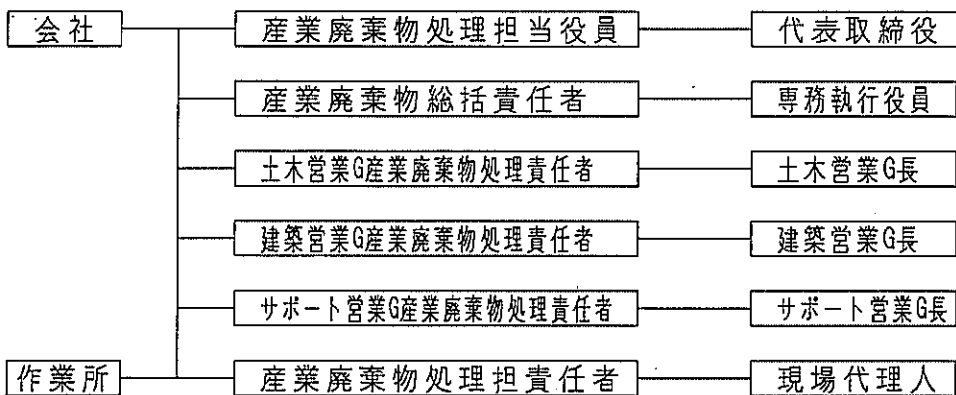 会社 産業廃棄物処理担当役員 代表取締役
産業廃棄物総括責任者 専務執行役員
土木営業G産業廃棄物処理責任者 土木営業G長
建築営業G産業廃棄物処理責任者 建築営業G長
サポート営業G産業廃棄物処理責任者 サポート営業G長
作業所 産業廃棄物処理担責任者 現場代理人